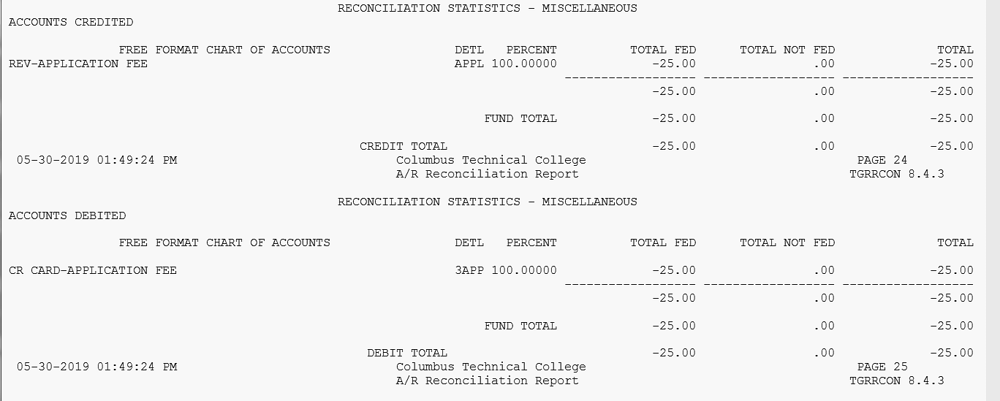 RECONCILIATION STATISTICS - MISCELLANEOUS
ACCOUNTS CREDITED
FREE FORMAT CHART OF ACCOUNTS DETL PERCENT TOTAL FED TOTAL NOT FED TOTAL
REV-APPLICATION FEE APPL 100.00000 -25.00 .00 -25.00
------------------ ------------------ ------------------
-25.00 .00 -25.00
FUND TOTAL -25.00 .00 -25.00
CREDIT TOTAL -25.00 .00 -25.00
05-30-2019 01:49:24 PM Columbus Technical College PAGE 24
A/R Reconciliation Report TGRRCON 8.4.3
RECONCILIATION STATISTICS - MISCELLANEOUS
ACCOUNTS DEBITED
FREE FORMAT CHART OF ACCOUNTS DETL PERCENT TOTAL FED TOTAL NOT FED TOTAL
CR CARD-APPLICATION FEE 3APP 100.00000 -25.00 .00 -25.00
------------------ ------------------ ------------------
-25.00 .00 -25.00
FUND TOTAL -25.00 .00 -25.00
DEBIT TOTAL -25.00 .00 -25.00
05-30-2019 01:49:24 PM Columbus Technical College PAGE 25
A/R Reconciliation Report TGRRCON 8.4.3